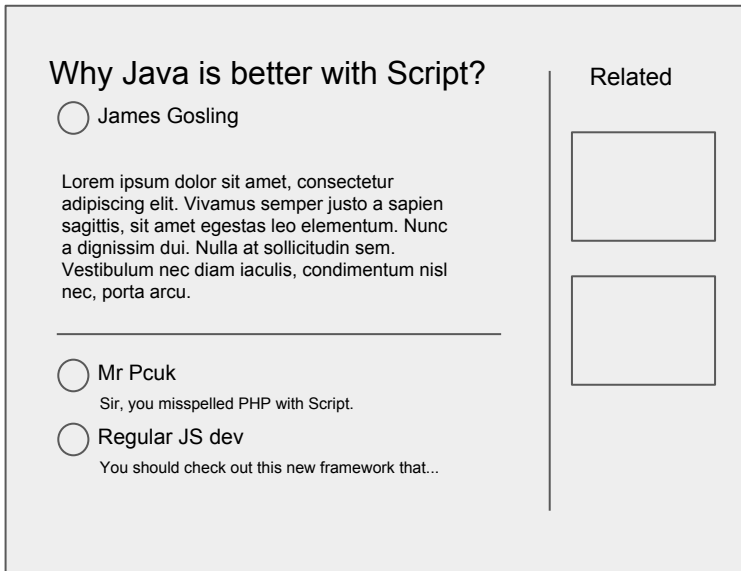 Why Java is better with Script?
James Gosling
Lorem ipsum dolor sit amet, consectetur
adipiscing elit. Vivamus semper justo a sapien
sagittis, sit amet egestas leo elementum. Nunc
a dignissim dui. Nulla at sollicitudin sem.
Vestibulum nec diam iaculis, condimentum nisl
nec, porta arcu.
Mr Pcuk
Sir, you misspelled PHP with Script.
Regular JS dev
You should check out this new framework that...
Related